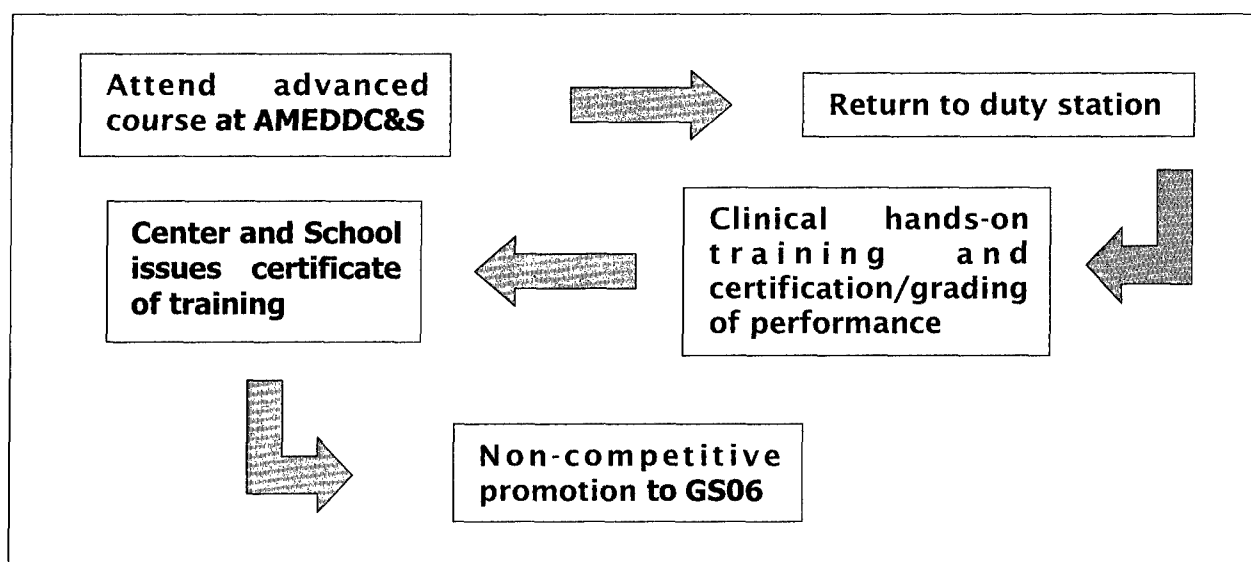 Attend advanced
course at AMEDDC&S
Return to duty station
Clinical hands-on
training and
certification/grading
of performance
Center and School
issues certificate
of training
Non-competitive
promotion to GS06